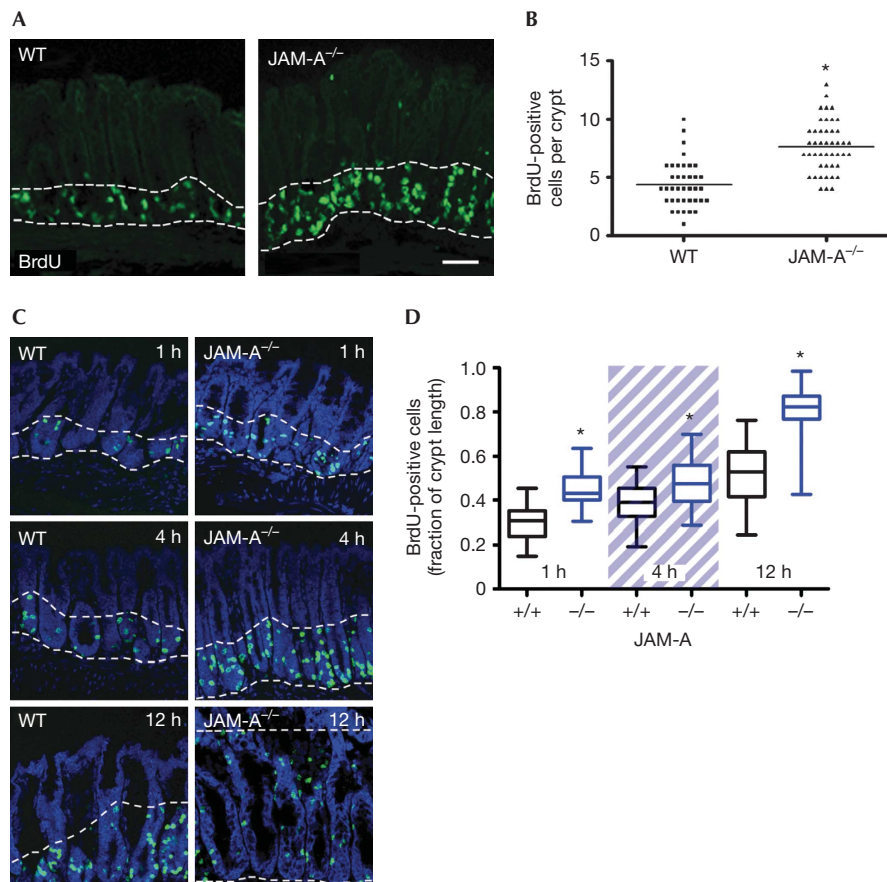 A
WT
JAM-A⁻/⁻
BrdU
B
BrdU-positive
cells per crypt
15
10
5
0
*
WT
JAM-A⁻/⁻
C
WT
1 h
JAM-A⁻/⁻
1 h
WT
4 h
JAM-A⁻/⁻
4 h
WT
12 h
JAM-A⁻/⁻
12 h
D
BrdU-positive cells
(fraction of crypt length)
1.0
0.8
0.6
0.4
0.2
0
*
*
*
1 h
4 h
12 h
+/+
−/−
+/+
−/−
+/+
−/−
JAM-A